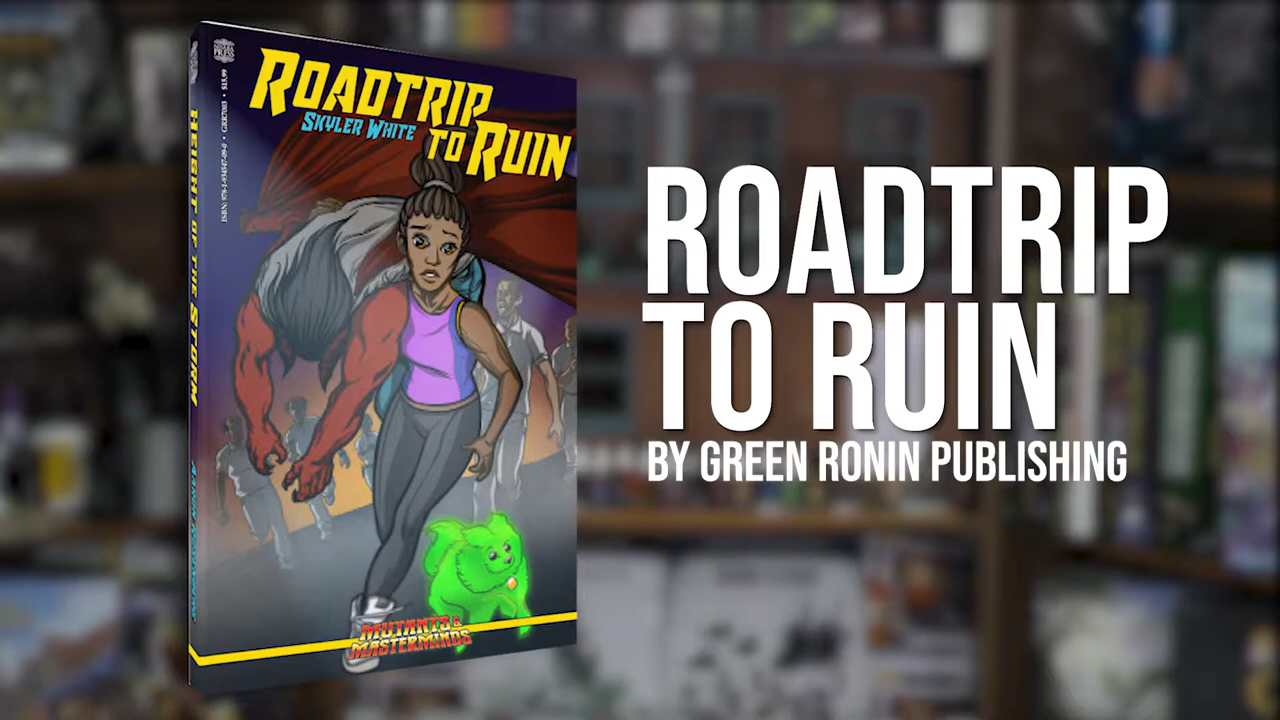 ROADTRIP
SKYLER WHITE
TO RUIN
MUTANTS &
MASTERMINDS
HEIGHT OF THE STORM
ROADTRIP
TO RUIN
BY GREEN RONIN PUBLISHING